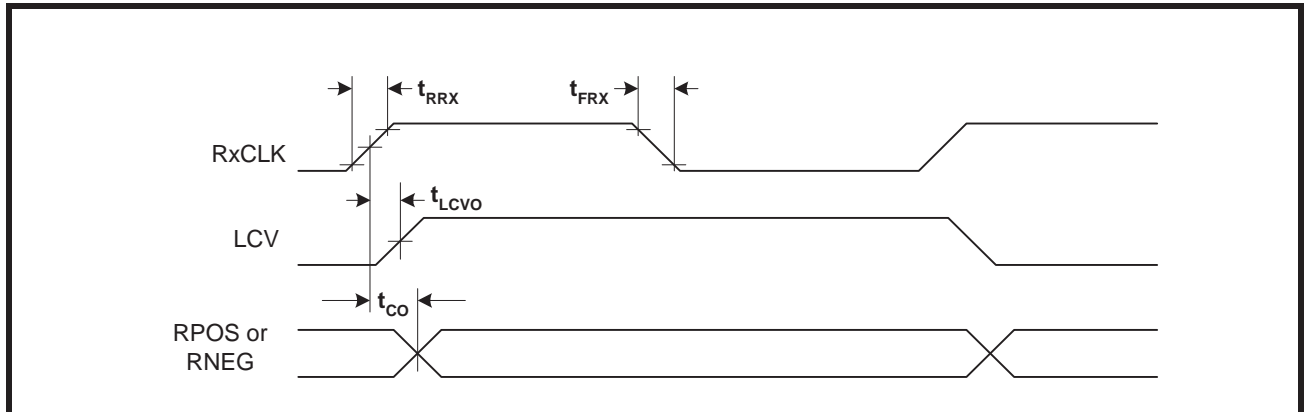 tRRX
tFRX
RxCLK
tLCVO
LCV
tCO
RPOS or
RNEG